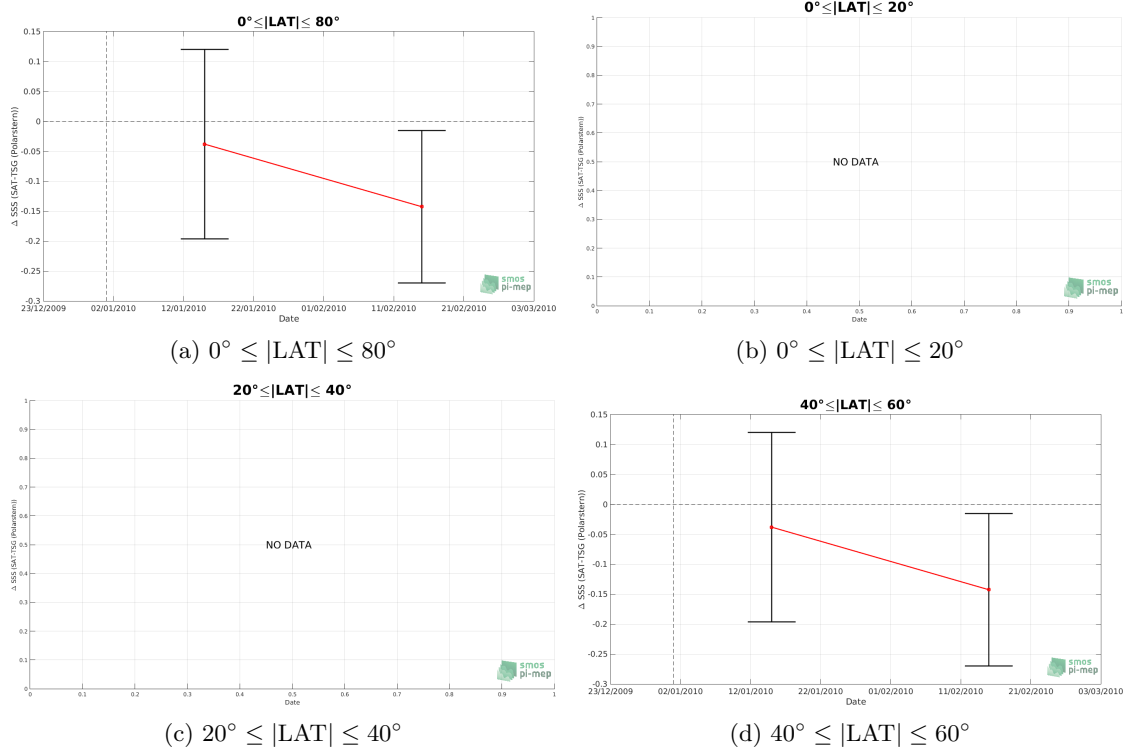 0°≤|LAT|≤ 80°
0.15
0.1
0.05
0
-0.05
-0.1
-0.15
-0.2
-0.25
-0.3
Δ SSS (SAT-TSG (Polarstern))
23/12/2009 02/01/2010 12/01/2010 22/01/2010 01/02/2010 11/02/2010 21/02/2010 03/03/2010
Date
smos
pi-mep
(a) 0° ≤ |LAT| ≤ 80°
0°≤|LAT|≤ 20°
1
0.9
0.8
0.7
0.6
0.5
0.4
0.3
0.2
0.1
0
Δ SSS (SAT-TSG (Polarstern))
NO DATA
0 0.1 0.2 0.3 0.4 0.5 0.6 0.7 0.8 0.9 1
Date
smos
pi-mep
(b) 0° ≤ |LAT| ≤ 20°
20°≤|LAT|≤ 40°
1
0.9
0.8
0.7
0.6
0.5
0.4
0.3
0.2
0.1
0
Δ SSS (SAT-TSG (Polarstern))
NO DATA
0 0.1 0.2 0.3 0.4 0.5 0.6 0.7 0.8 0.9 1
Date
smos
pi-mep
(c) 20° ≤ |LAT| ≤ 40°
40°≤|LAT|≤ 60°
0.15
0.1
0.05
0
-0.05
-0.1
-0.15
-0.2
-0.25
-0.3
Δ SSS (SAT-TSG (Polarstern))
23/12/2009 02/01/2010 12/01/2010 22/01/2010 01/02/2010 11/02/2010 21/02/2010 03/03/2010
Date
smos
pi-mep
(d) 40° ≤ |LAT| ≤ 60°